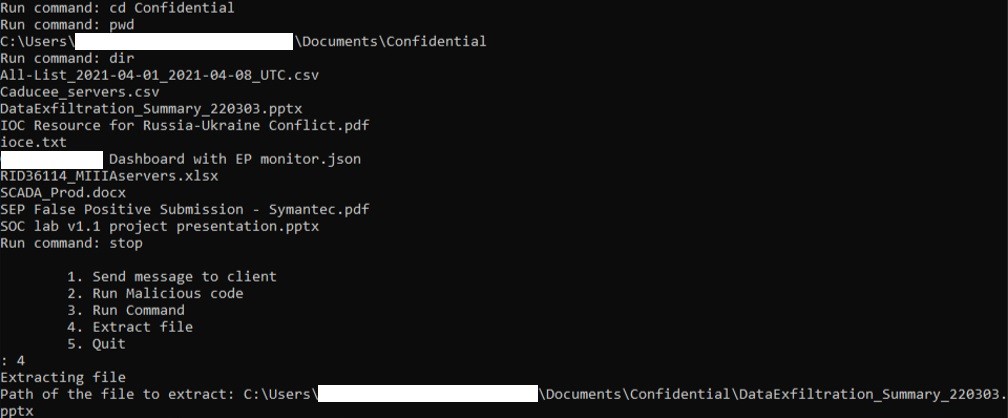 Run command: cd Confidential
Run command: pwd
C:\Users\ \Documents\Confidential
Run command: dir
All-List_2021-04-01_2021-04-08_UTC.csv
Caducee_servers.csv
DataExfiltration_Summary_220303.pptx
IOC Resource for Russia-Ukraine Conflict.pdf
ioce.txt
Dashboard with EP monitor.json
RID36114_MIIIAservers.xlsx
SCADA_Prod.docx
SEP False Positive Submission - Symantec.pdf
SOC lab v1.1 project presentation.pptx
Run command: stop
1. Send message to client
2. Run Malicious code
3. Run Command
4. Extract file
5. Quit
: 4
Extracting file
Path of the file to extract: C:\Users\ \Documents\Confidential\DataExfiltration_Summary_220303.
pptx